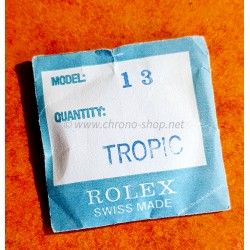 MODEL: 13
© www.chrono-shop.net
QUANTITY:
TROPIC
ROLEX
SWISS MADE